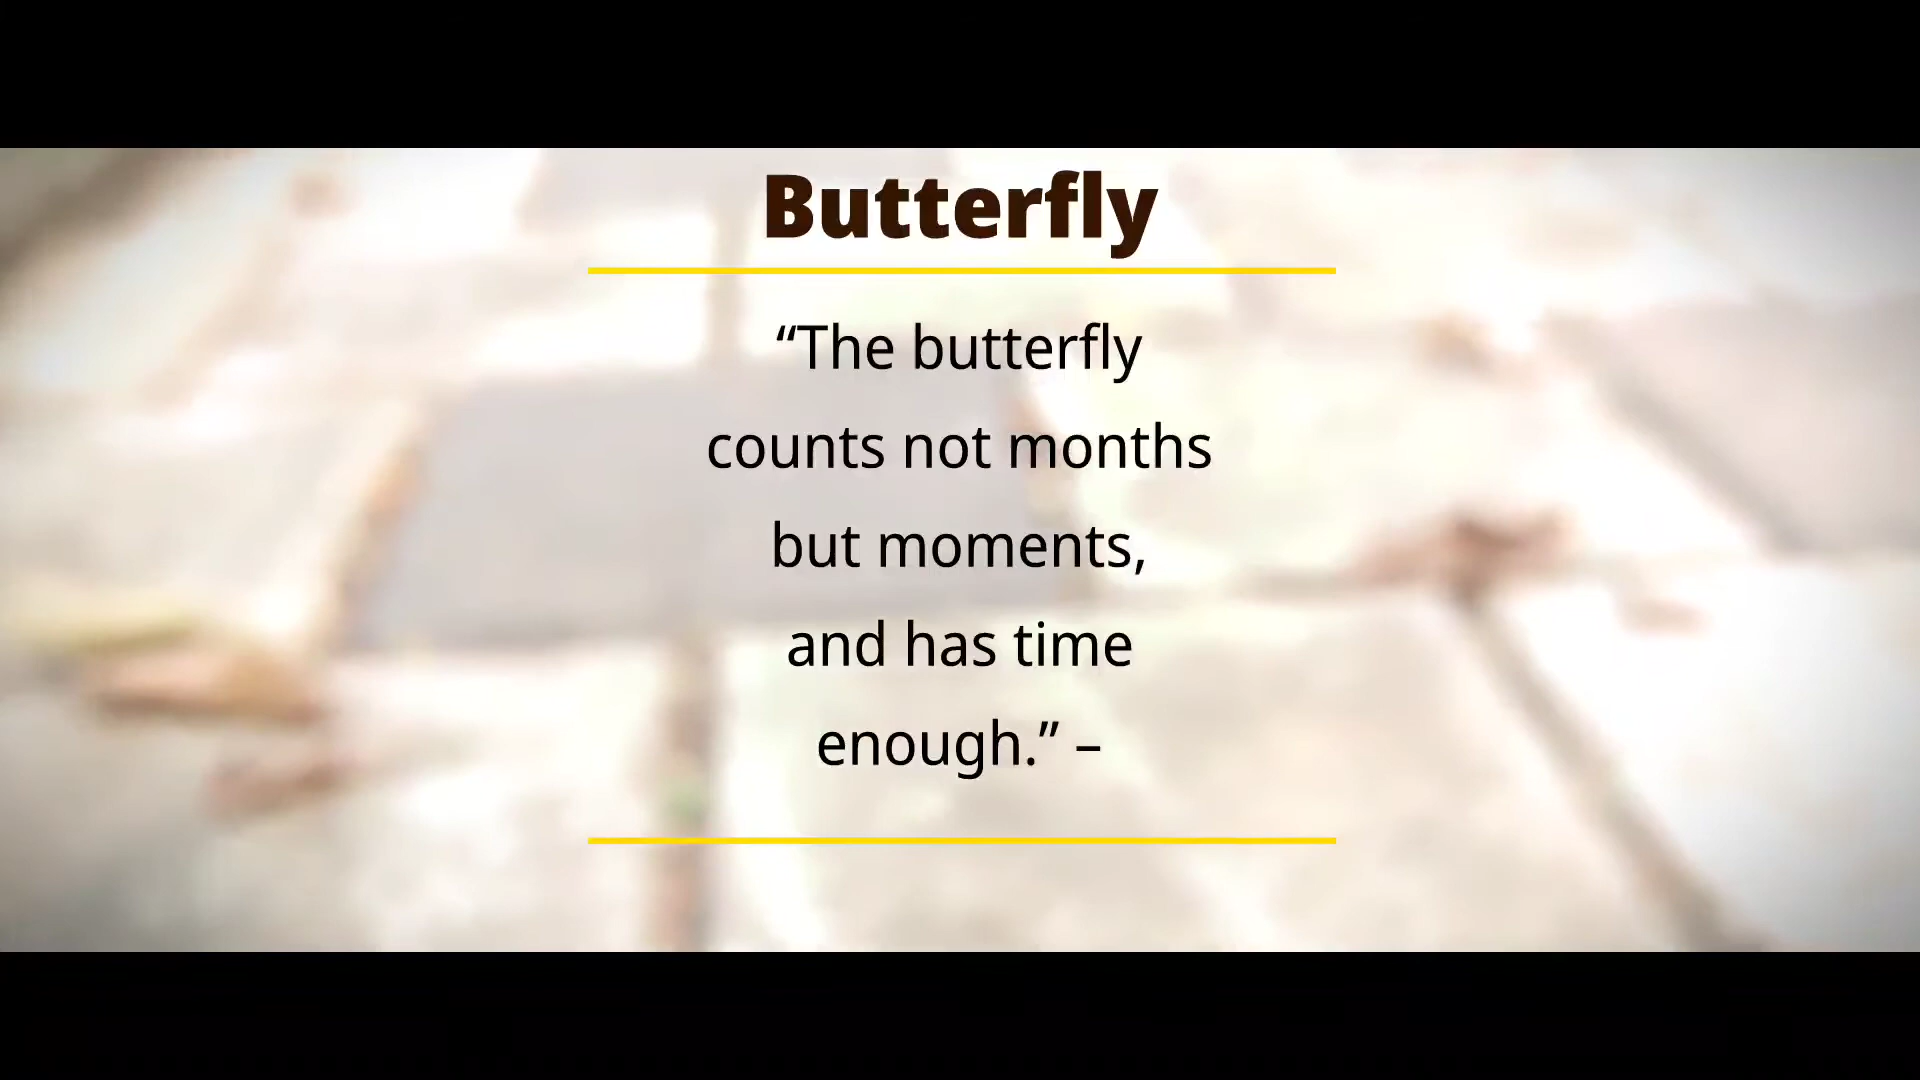 Butterfly
“The butterfly
counts not months
but moments,
and has time
enough.” –